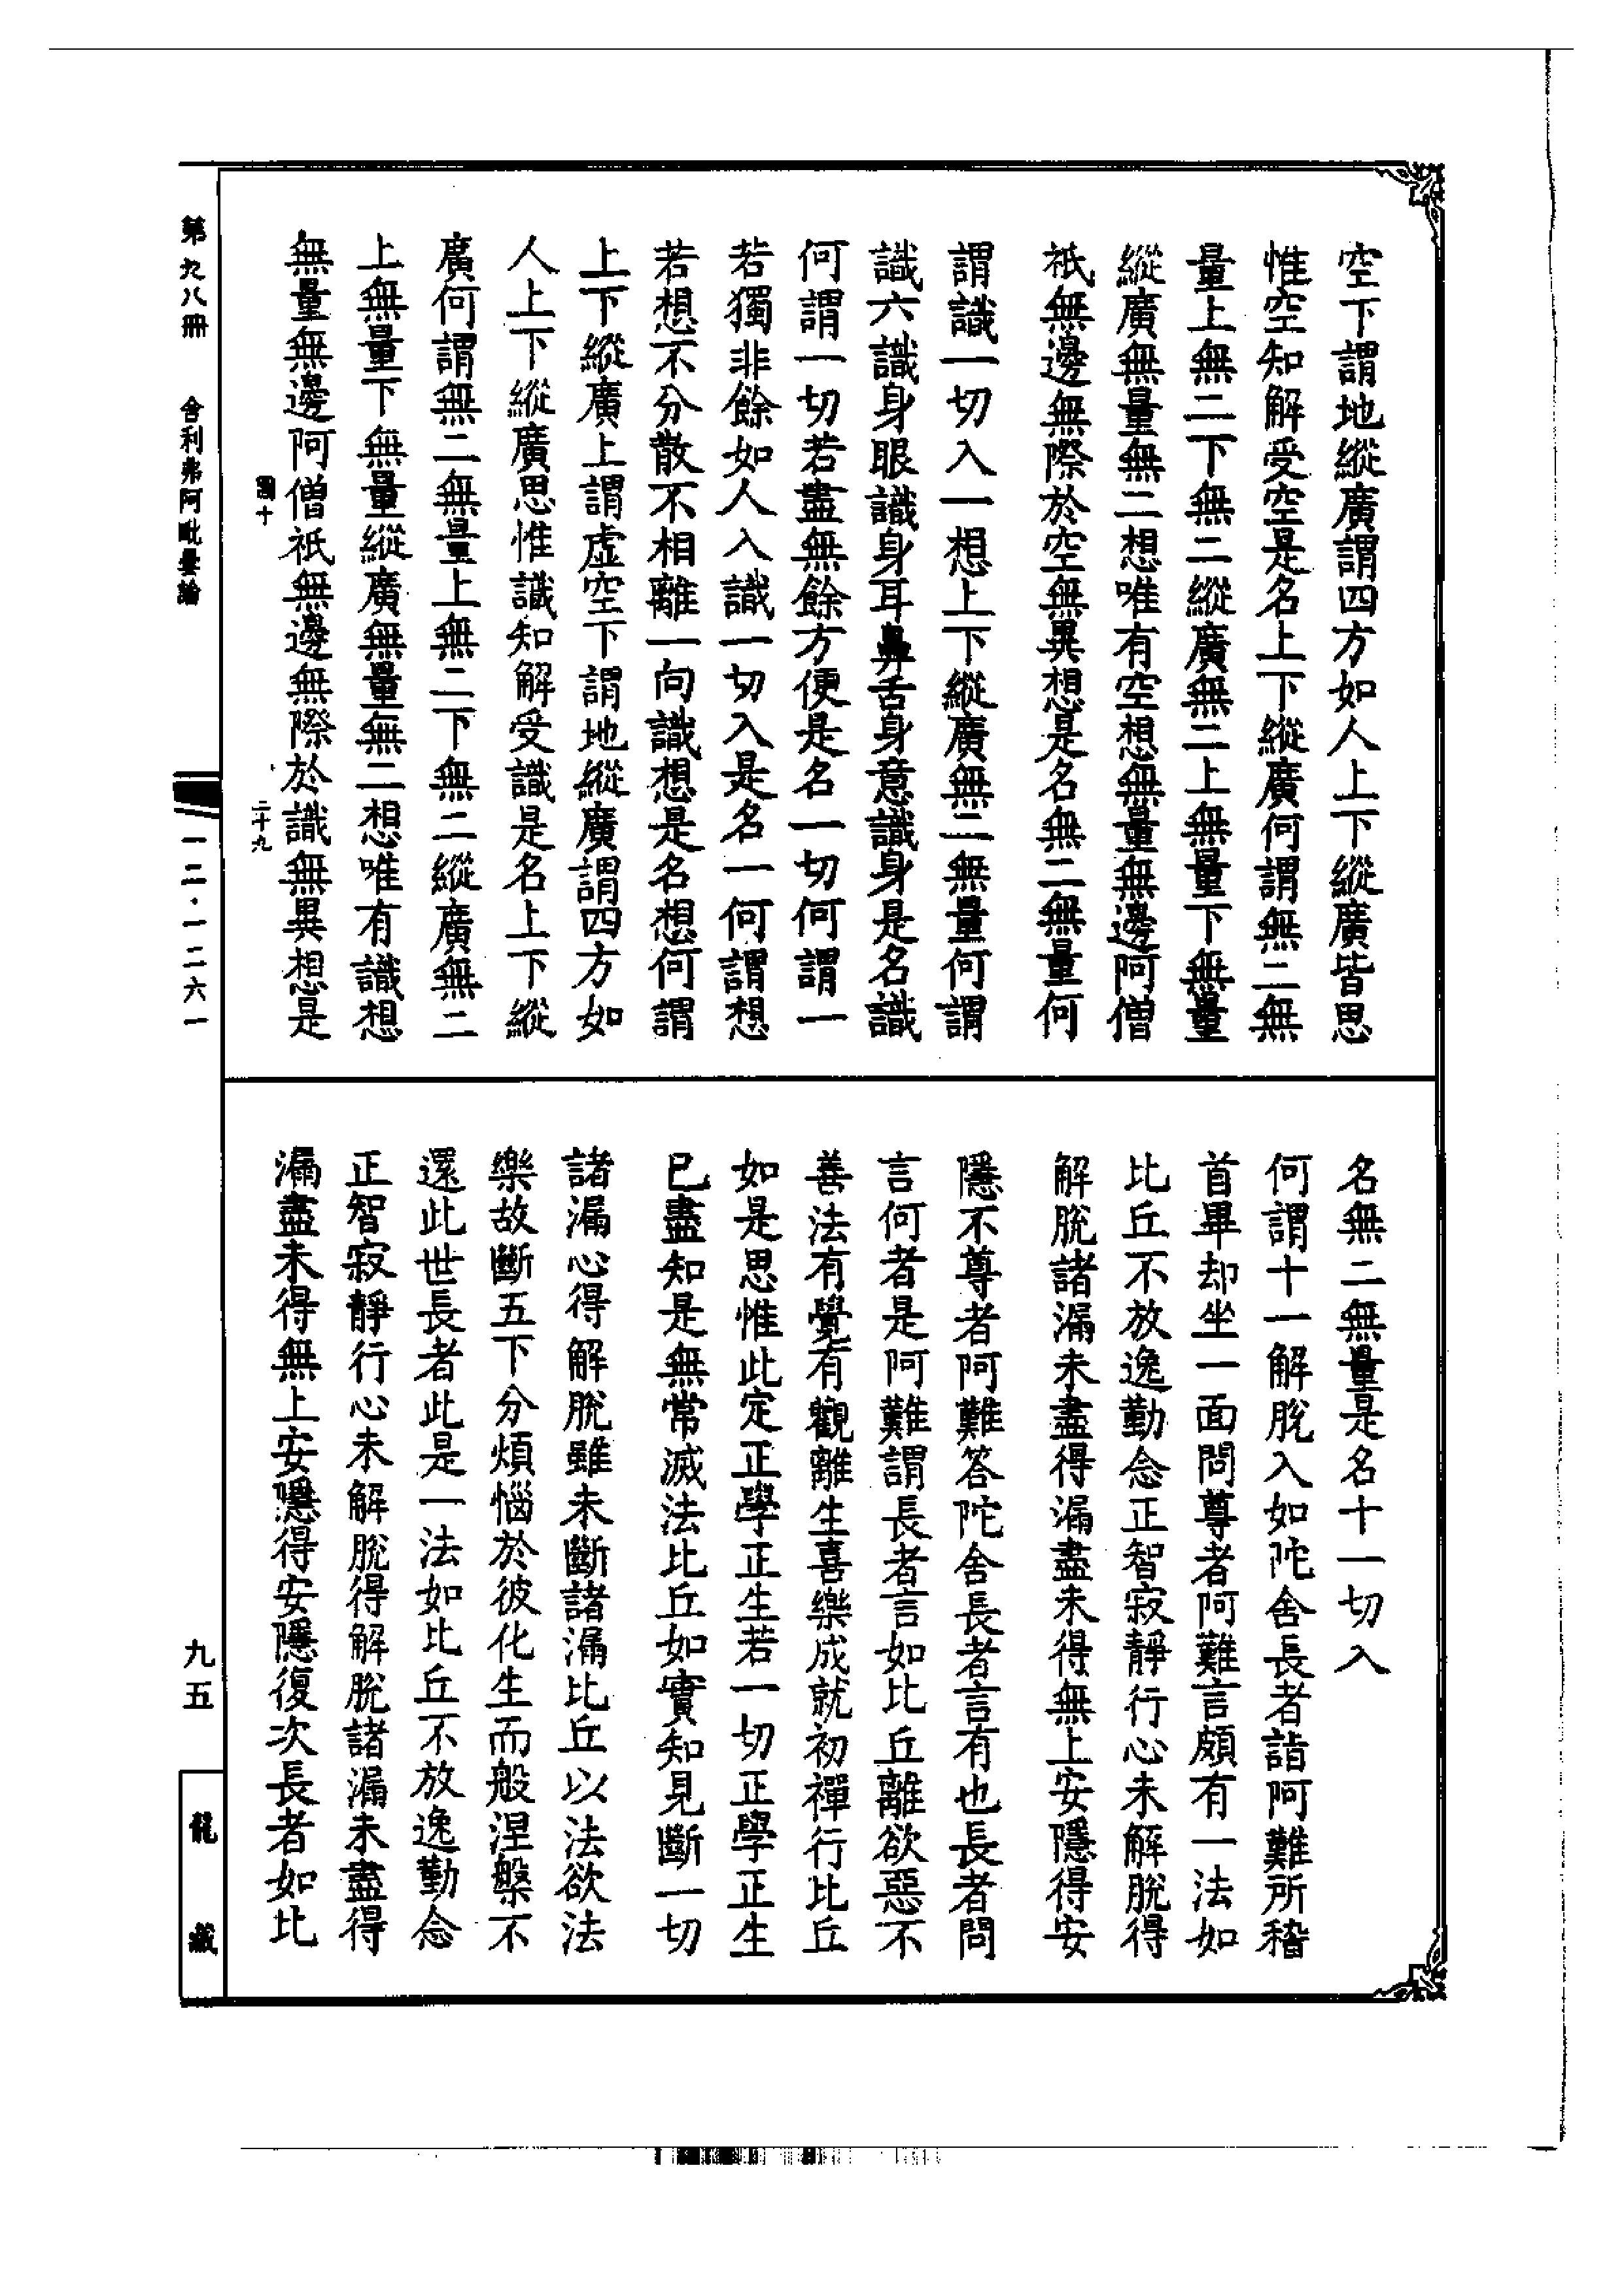 空下謂地縱廣謂四方如人上下縱廣皆思
惟空知解受空是名上下縱廣何謂無二無
量上無二下無二縱廣無二上無量下無量
縱廣無量無二想唯有空想無量無邊阿僧
祇無邊無際於空無異想是名無二無量何
謂識一切入一想上下縱廣無二無量何謂
識六識身眼識身耳鼻舌身意識身是名識
何謂一切若盡無餘方便是名一切何謂一
若獨非餘如人入識一切入是名一何謂想
若想不分散不相離一向識想是名想何謂
上下縱廣上謂虛空下謂地縱廣謂四方如
人上下縱廣思惟識知解受識是名上下縱
廣何謂無二無量上無二下無二縱廣無二
上無量下無量縱廣無量無二想唯有識想
無量無邊阿僧祇無邊無際於識無異想是
圖十
二十九
名無二無量是名十一切入
何謂十一解脫入如陀舍長者詣阿難所稽
首畢却坐一面問尊者阿難言頗有一法如
比丘不放逸勤念正智寂靜行心未解脫得
解脫諸漏未盡得漏盡未得無上安隱得安
隱不尊者阿難答陀舍長者言有也長者問
言何者是阿難謂長者言如比丘離欲惡不
善法有覺有觀離生喜樂成就初禪行比丘
如是思惟此定正學正生若一切正學正生
已盡知是無常滅法比丘如實知見斷一切
諸漏心得解脫雖未斷諸漏比丘以法欲法
樂故斷五下分煩惱於彼化生而般涅槃不
還此世長者此是一法如比丘不放逸勤念
正智寂靜行心未解脫得解脫諸漏未盡得
漏盡未得無上安隱得安隱復次長者如比
第九八冊
舍利弗阿毗曇論
一二·一二六一
九五
龍藏